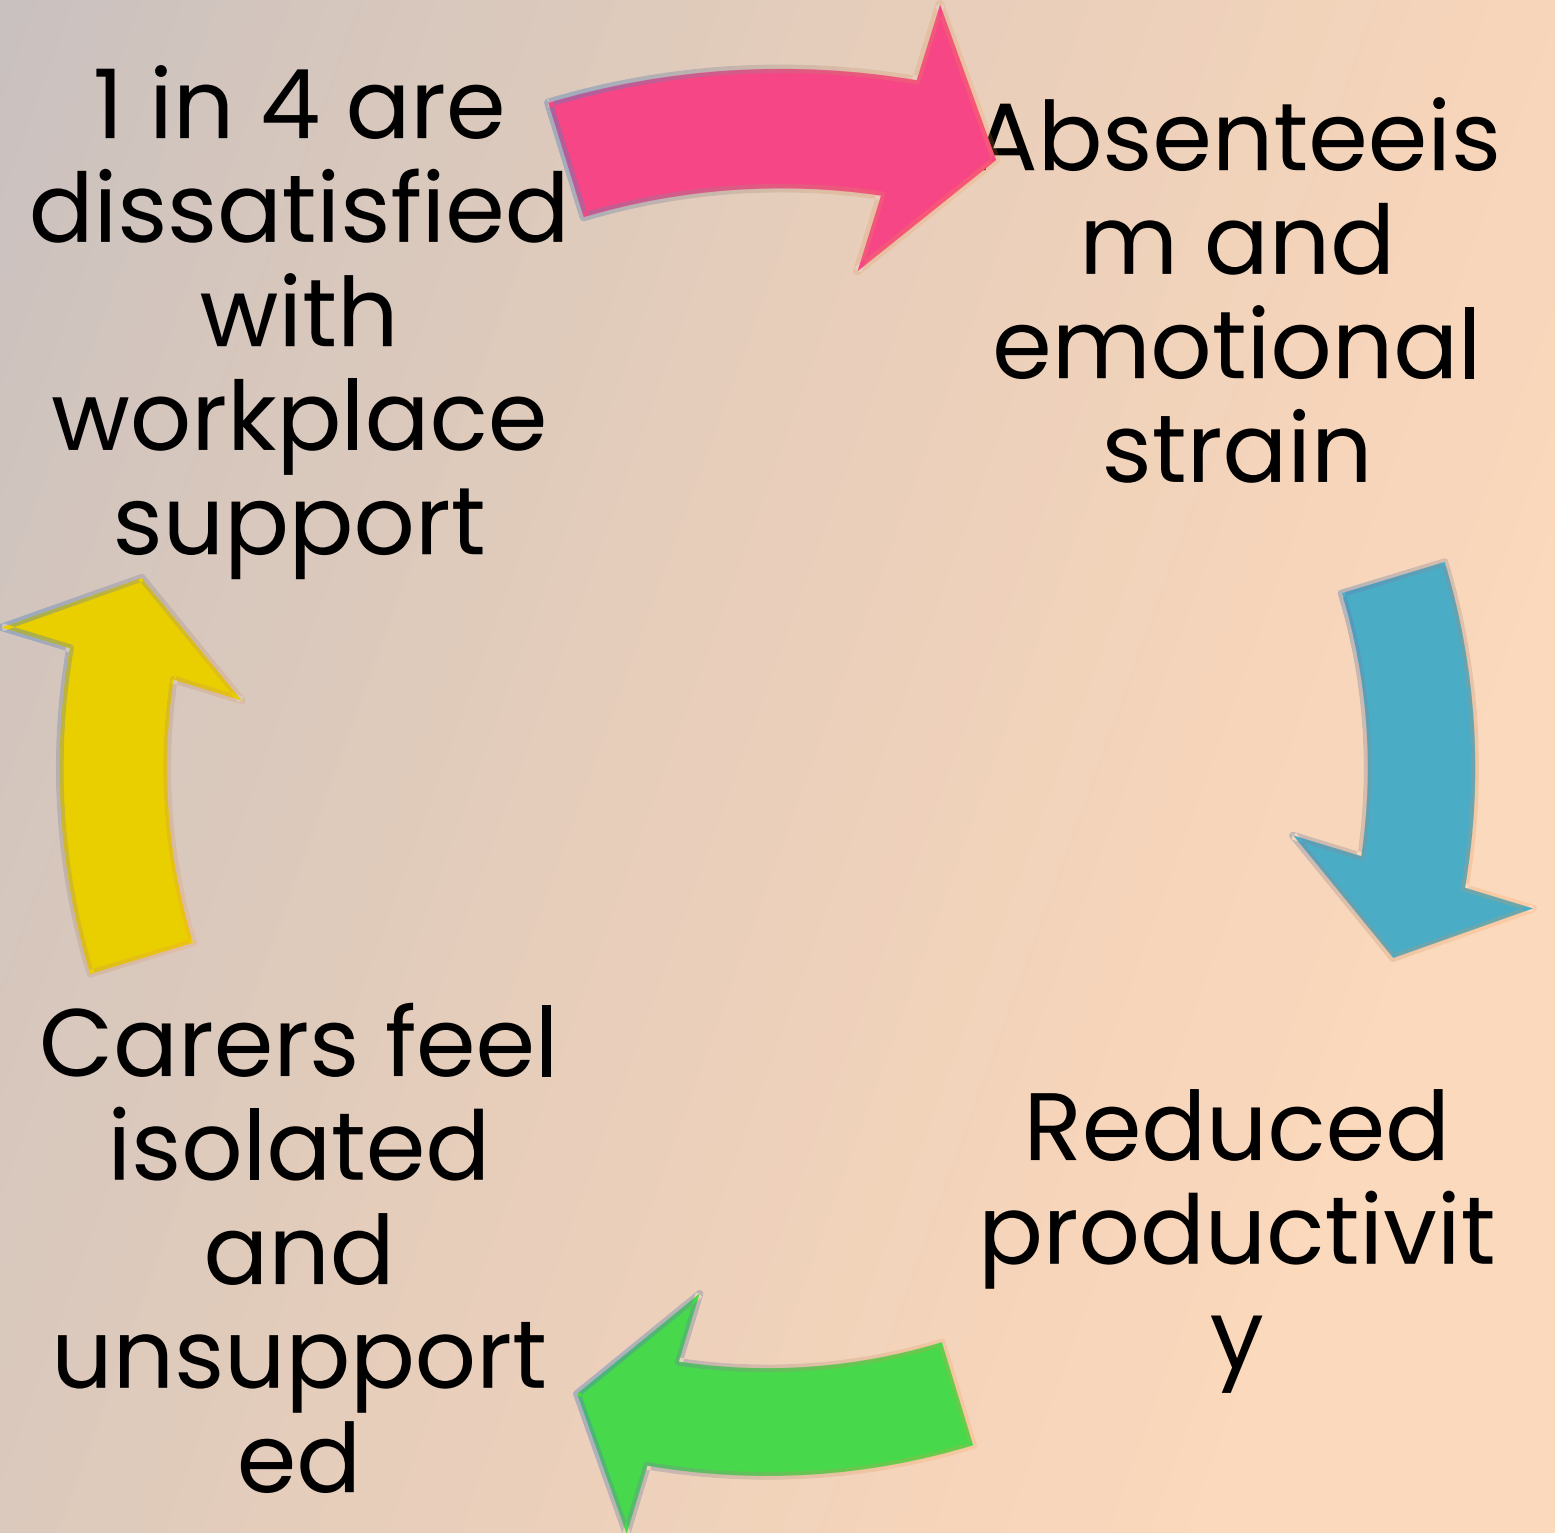 1 in 4 are
dissatisfied
with
workplace
support
Absenteeis
m and
emotional
strain
Reduced
productivit
y
Carers feel
isolated
and
unsupport
ed